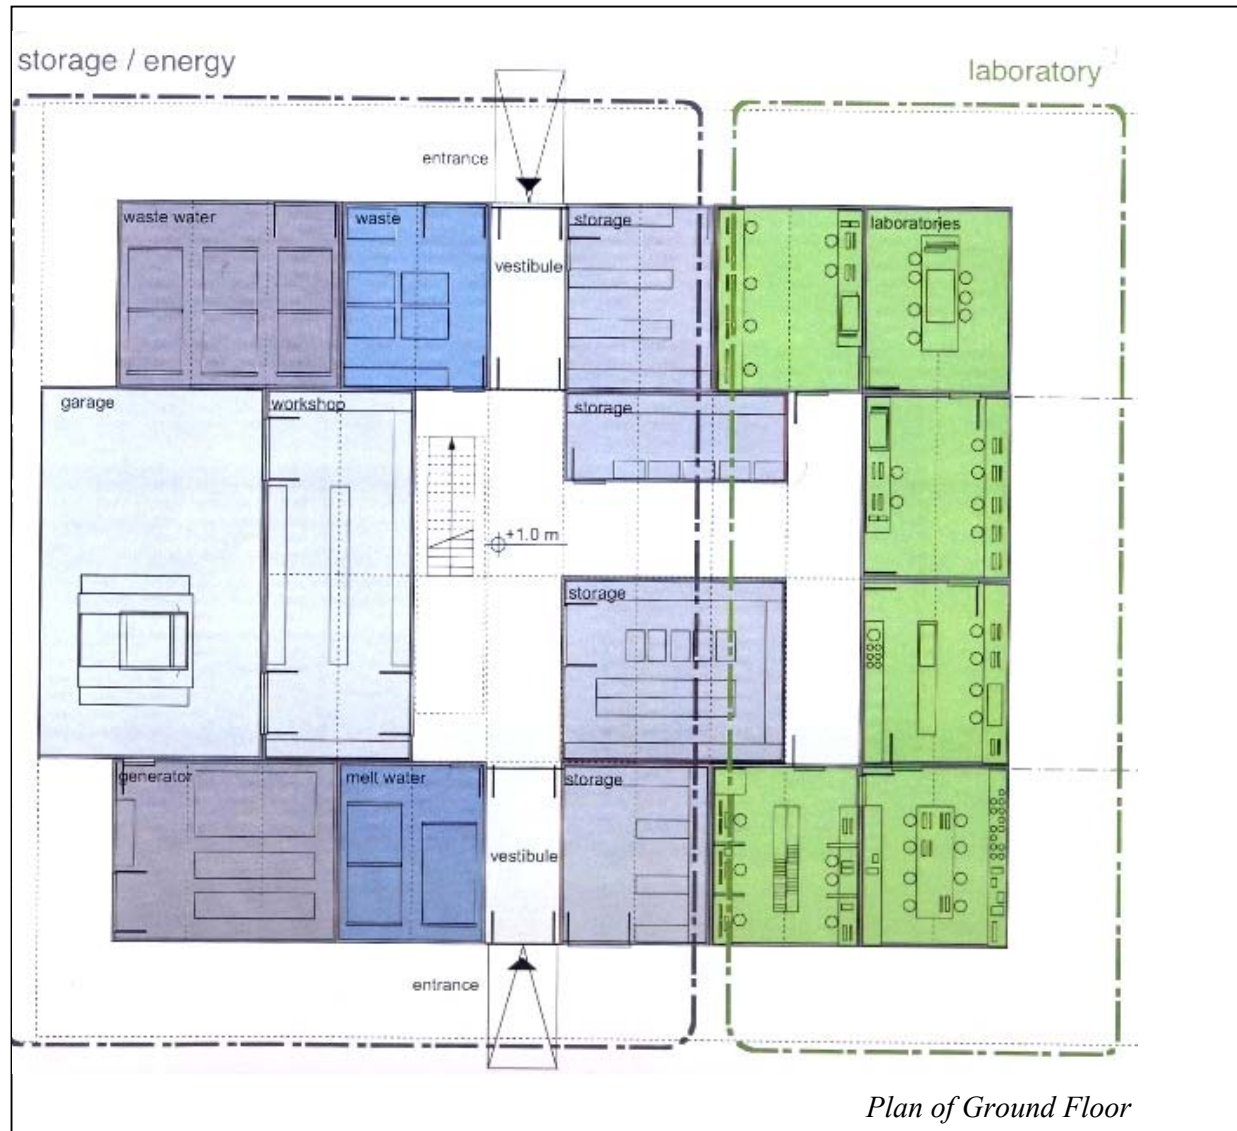 storage / energy
laboratory
entrance
waste water
waste
vestibule
storage
laboratories
garage
workshop
storage
+1.0 m
storage
generator
melt water
vestibule
storage
entrance
Plan of Ground Floor